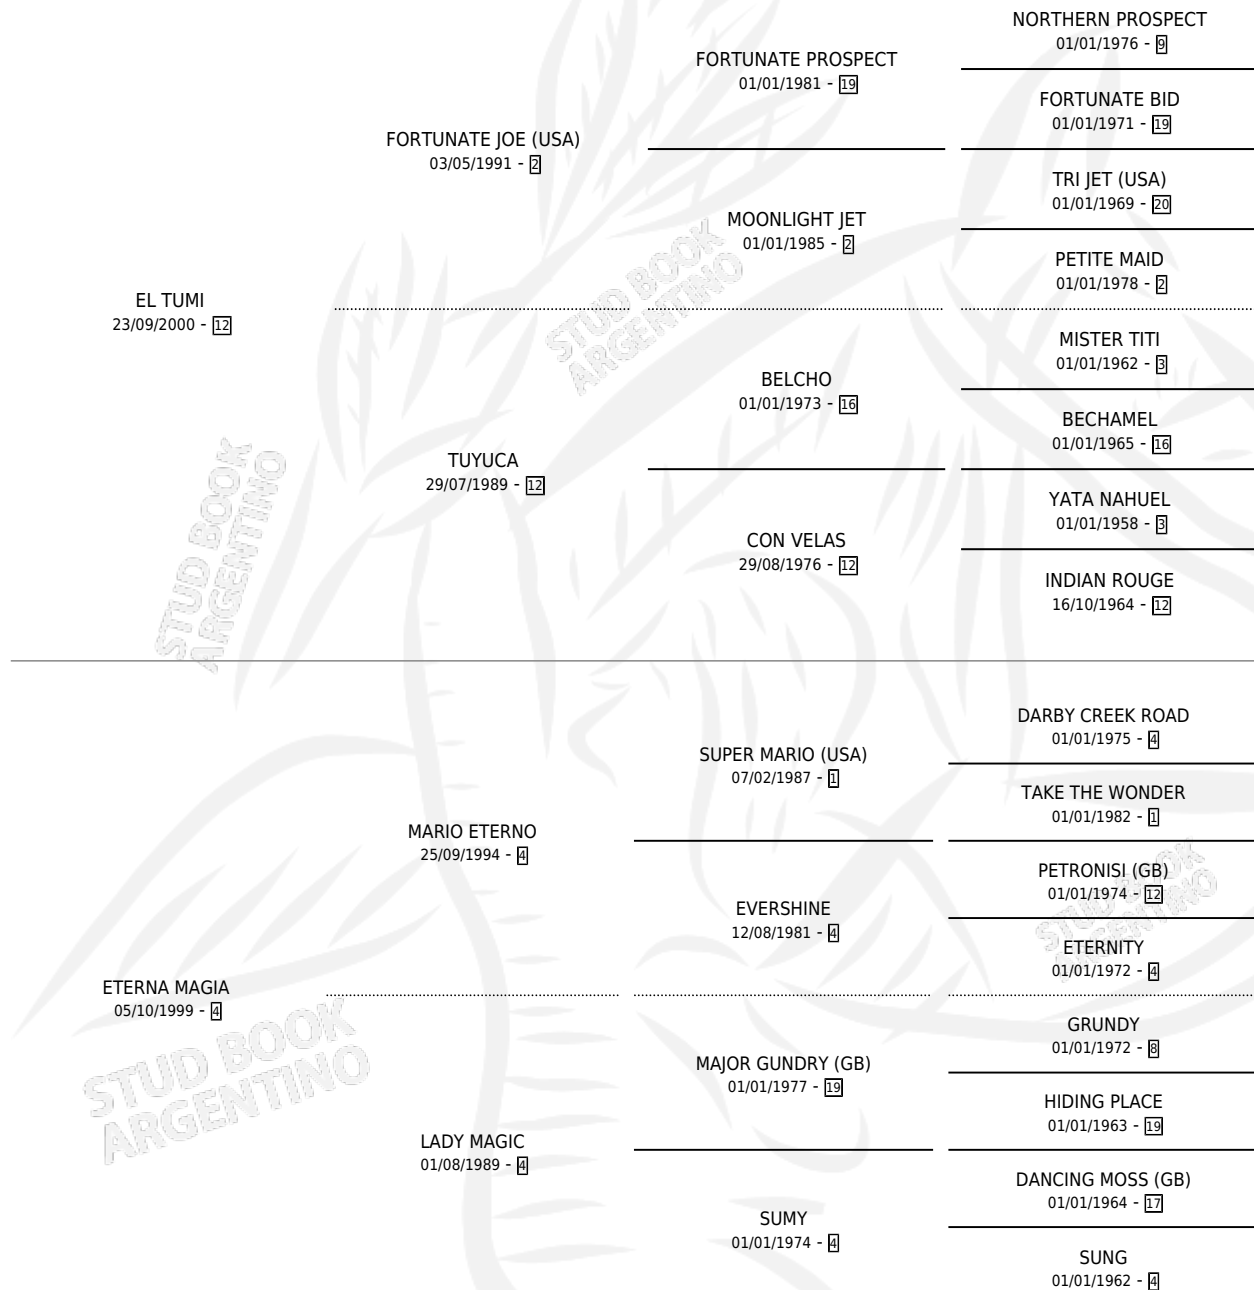 NORTHERN PROSPECT
01/01/1976 - 9
FORTUNATE PROSPECT
01/01/1981 - 19
FORTUNATE BID
01/01/1971 - 19
FORTUNATE JOE (USA)
03/05/1991 - 2
TRI JET (USA)
01/01/1969 - 20
MOONLIGHT JET
01/01/1985 - 2
PETITE MAID
01/01/1978 - 2
EL TUMI
23/09/2000 - 12
MISTER TITI
01/01/1962 - 3
BELCHO
01/01/1973 - 16
BECHAMEL
01/01/1965 - 16
TUYUCA
29/07/1989 - 12
YATA NAHUEL
01/01/1958 - 3
CON VELAS
29/08/1976 - 12
INDIAN ROUGE
16/10/1964 - 12
DARBY CREEK ROAD
01/01/1975 - 4
SUPER MARIO (USA)
07/02/1987 - 1
TAKE THE WONDER
01/01/1982 - 1
MARIO ETERNO
25/09/1994 - 4
PETRONISI (GB)
01/01/1974 - 12
EVERSHINE
12/08/1981 - 4
ETERNITY
01/01/1972 - 4
ETERNA MAGIA
05/10/1999 - 4
GRUNDY
01/01/1972 - 8
MAJOR GUNDRY (GB)
01/01/1977 - 19
HIDING PLACE
01/01/1963 - 19
LADY MAGIC
01/08/1989 - 4
DANCING MOSS (GB)
01/01/1964 - 17
SUMY
01/01/1974 - 4
SUNG
01/01/1962 - 4
STUD BOOK
ARGENTINO
STUD BOOK
ARGENTINO
STUD BOOK
ARGENTINO
STUD BOOK
ARGENTINO